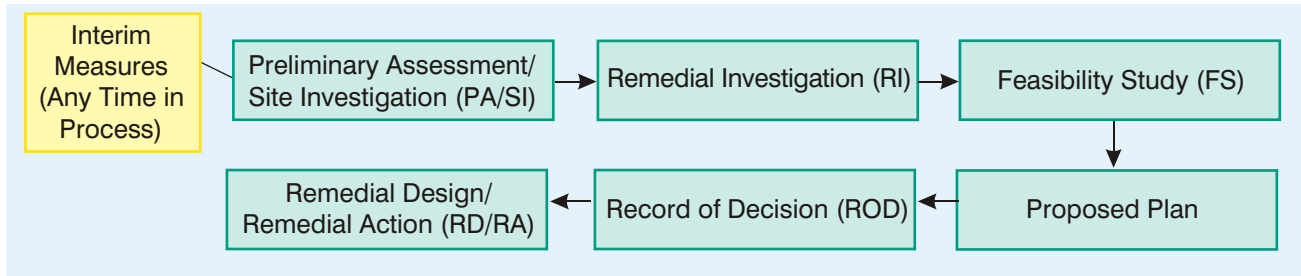 Interim
Measures
(Any Time in
Process)
Preliminary Assessment/
Site Investigation (PA/SI)
Remedial Investigation (RI)
Feasibility Study (FS)
Proposed Plan
Record of Decision (ROD)
Remedial Design/
Remedial Action (RD/RA)